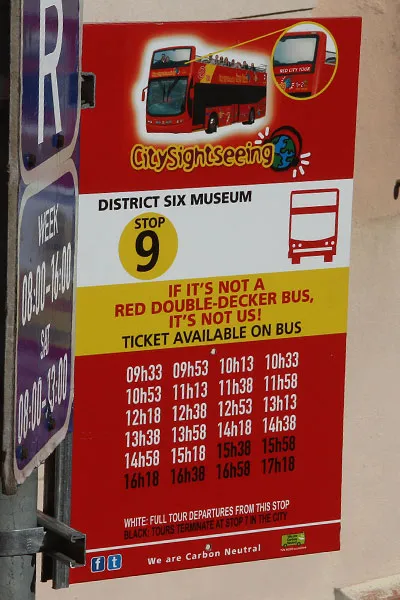 R
WEEK
08:00-16:00
SAT
08:00-13:00
RED CITY TOUR
CitySightseeing
DISTRICT SIX MUSEUM
STOP
9
IF IT'S NOT A
RED DOUBLE-DECKER BUS,
IT'S NOT US!
TICKET AVAILABLE ON BUS
09h33 09h53 10h13 10h33
10h53 11h13 11h38 11h58
12h18 12h38 12h53 13h13
13h38 13h58 14h18 14h38
14h58 15h18 15h38 15h58
16h18 16h38 16h58 17h18
WHITE: FULL TOUR DEPARTURES FROM THIS STOP
BLACK: TOURS TERMINATE AT STOP 1 IN THE CITY
f t We are Carbon Neutral